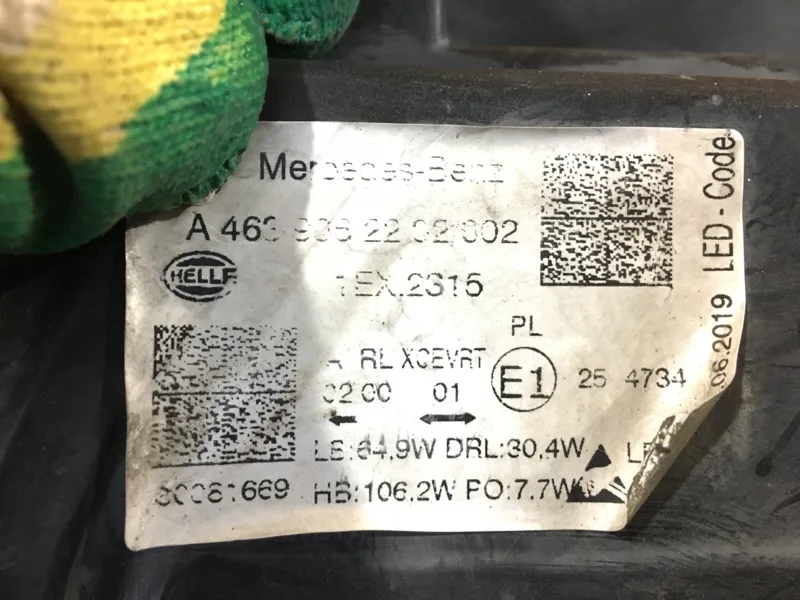 Mercedes-Benz
A 463 906 22 02 002
HELLA
1EX.2315
PL
RL XCEVRT
E1
25 4734
02 00 01
LB:64,9W DRL:30,4W
HB:106,2W PO:7.7W
06.2019 LED-Code